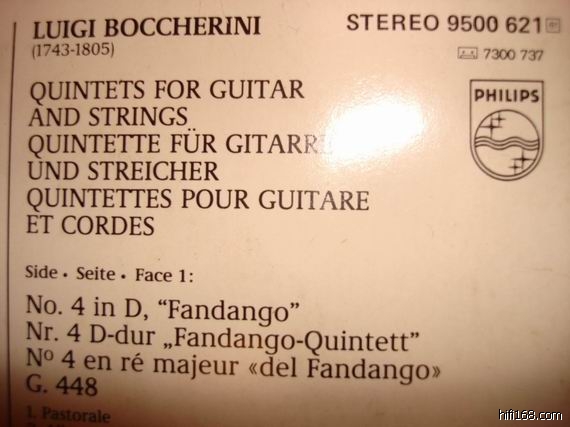 LUIGI BOCCHERINI
(1743-1805)
STEREO 9500 621
7300 737
PHILIPS
QUINTETS FOR GUITAR
AND STRINGS
QUINTETTE FÜR GITARRE
UND STREICHER
QUINTETTES POUR GUITARE
ET CORDES
Side • Seite • Face 1:
No. 4 in D, “Fandango”
Nr. 4 D-dur „Fandango-Quintett”
Nº 4 en ré majeur «del Fandango»
G. 448
1. Pastorale
hifi168.com